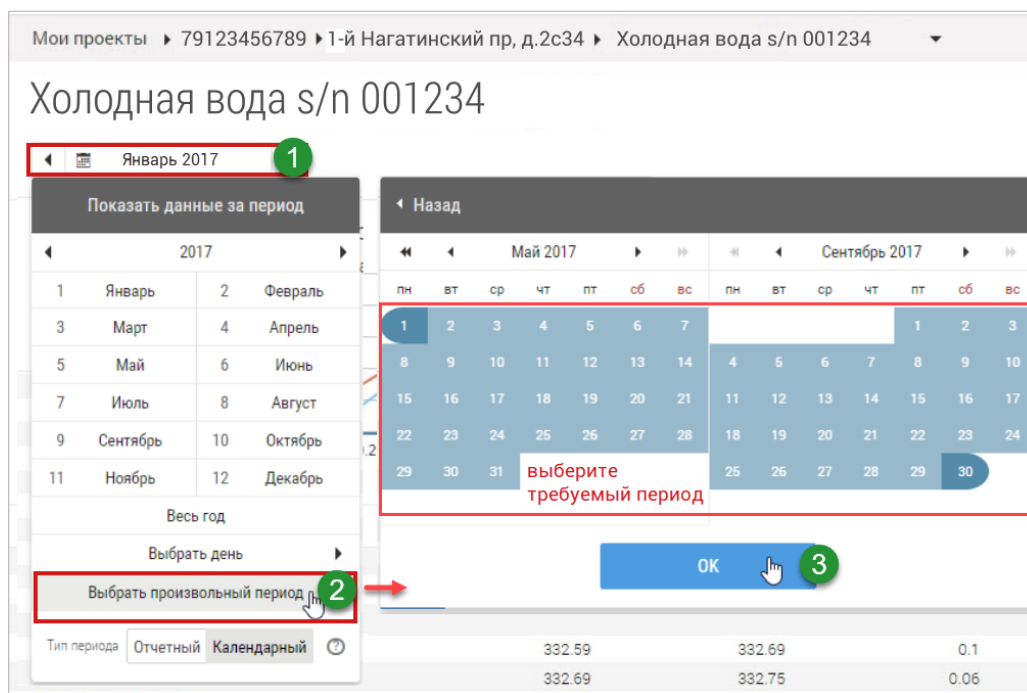 Мои проекты ▸ 79123456789 ▸ 1-й Нагатинский пр, д.2с34 ▸ Холодная вода s/n 001234
Холодная вода s/n 001234
Январь 2017 1
Показать данные за период
2017
1 Январь 2 Февраль
3 Март 4 Апрель
5 Май 6 Июнь
7 Июль 8 Август
9 Сентябрь 10 Октябрь
11 Ноябрь 12 Декабрь
Весь год
Выбрать день
Выбрать произвольный период 2
Тип периода Отчетный Календарный ?
Назад
Май 2017 Сентябрь 2017
пн вт ср чт пт сб вс пн вт ср чт пт сб вс
1 2 3 4 5 6 7 1 2 3
8 9 10 11 12 13 14 4 5 6 7 8 9 10
15 16 17 18 19 20 21 11 12 13 14 15 16 17
22 23 24 25 26 27 28 18 19 20 21 22 23 24
29 30 31 25 26 27 28 29 30
выберите
требуемый период
OK 3
332.59 332.69 0.1
332.69 332.75 0.06